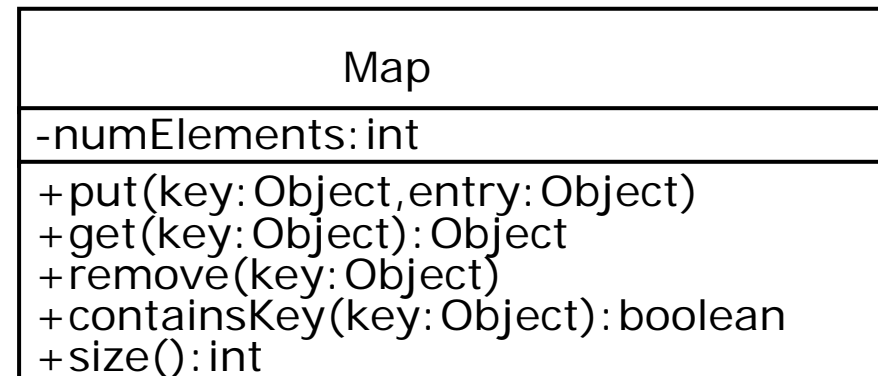 Map
-numElements:int
+put(key:Object,entry:Object)
+get(key:Object):Object
+remove(key:Object)
+containsKey(key:Object):boolean
+size():int